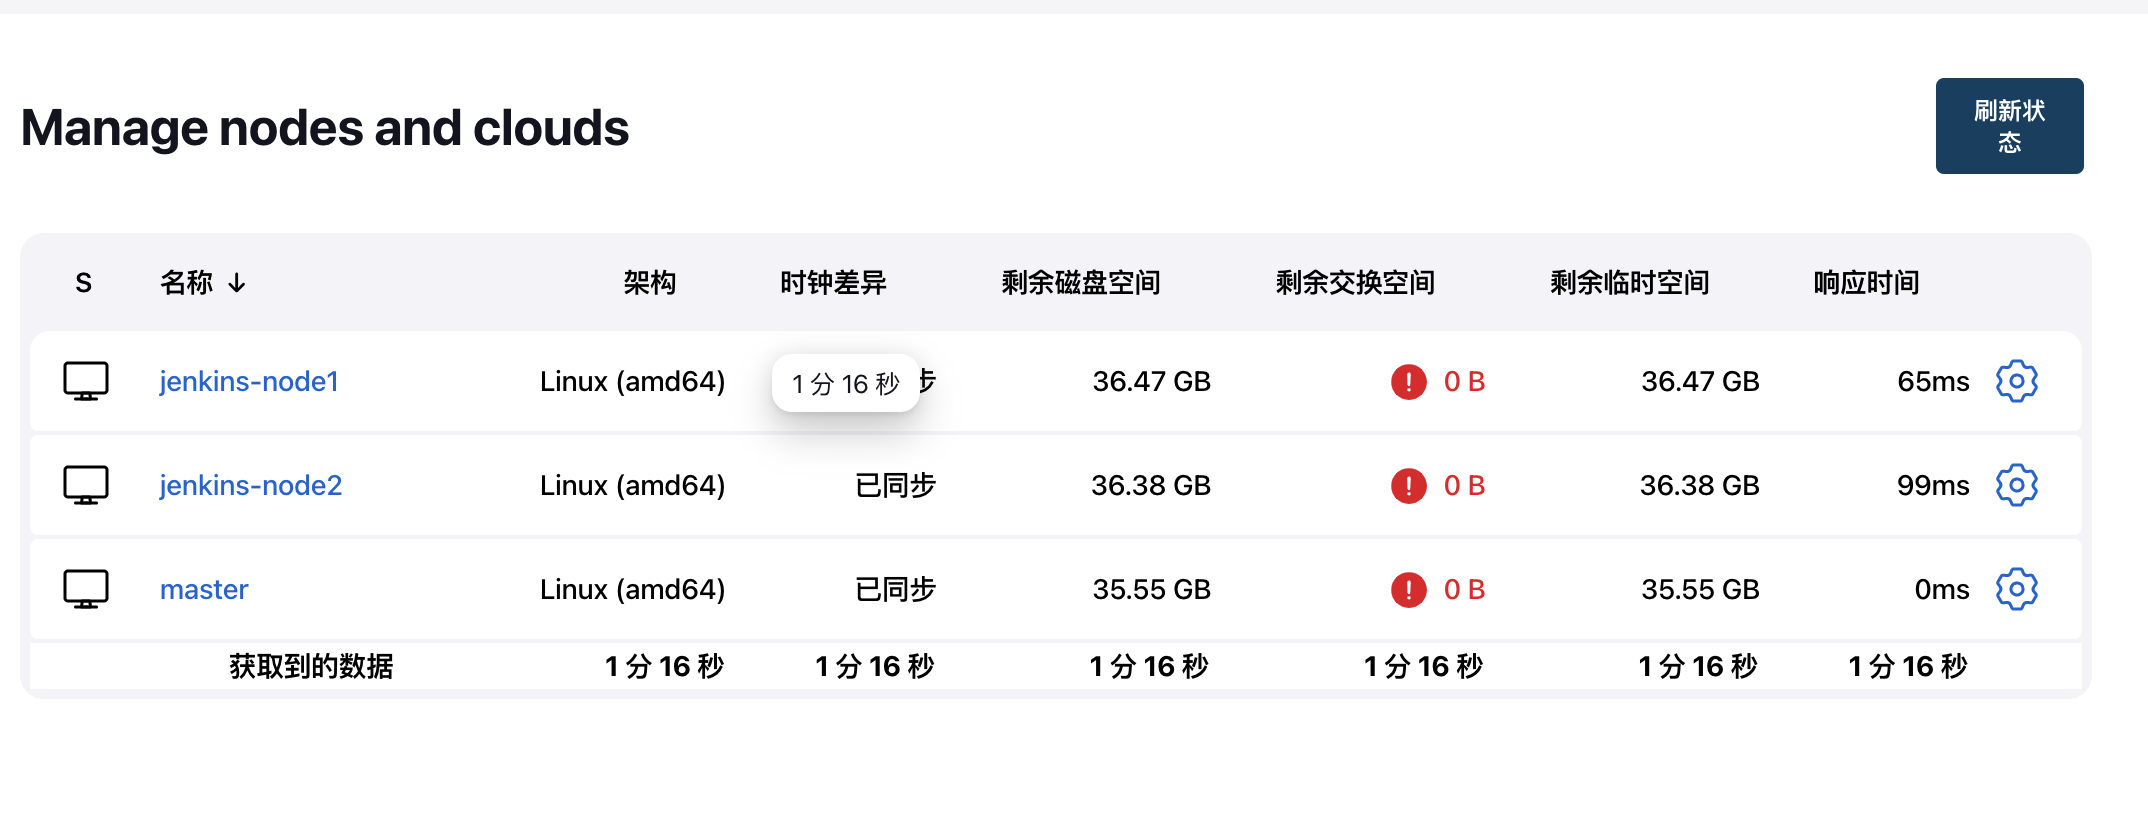 Manage nodes and clouds
刷新状
态
S 名称 ↓ 架构 时钟差异 剩余磁盘空间 剩余交换空间 剩余临时空间 响应时间
jenkins-node1 Linux (amd64) 1 分 16 秒 步 36.47 GB ! 0 B 36.47 GB 65ms
jenkins-node2 Linux (amd64) 已同步 36.38 GB ! 0 B 36.38 GB 99ms
master Linux (amd64) 已同步 35.55 GB ! 0 B 35.55 GB 0ms
获取到的数据 1 分 16 秒 1 分 16 秒 1 分 16 秒 1 分 16 秒 1 分 16 秒 1 分 16 秒